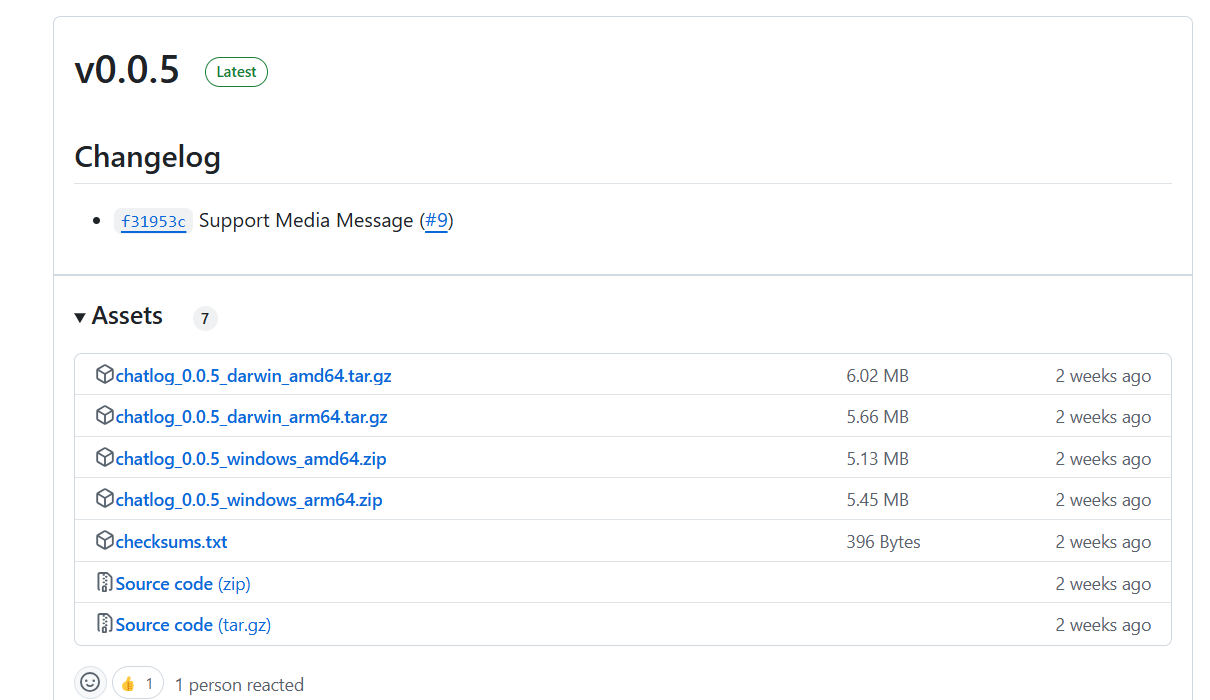 v0.0.5 Latest
Changelog
f31953c Support Media Message (#9)
Assets 7
chatlog_0.0.5_darwin_amd64.tar.gz 6.02 MB 2 weeks ago
chatlog_0.0.5_darwin_arm64.tar.gz 5.66 MB 2 weeks ago
chatlog_0.0.5_windows_amd64.zip 5.13 MB 2 weeks ago
chatlog_0.0.5_windows_arm64.zip 5.45 MB 2 weeks ago
checksums.txt 396 Bytes 2 weeks ago
Source code (zip) 2 weeks ago
Source code (tar.gz) 2 weeks ago
1 1 person reacted